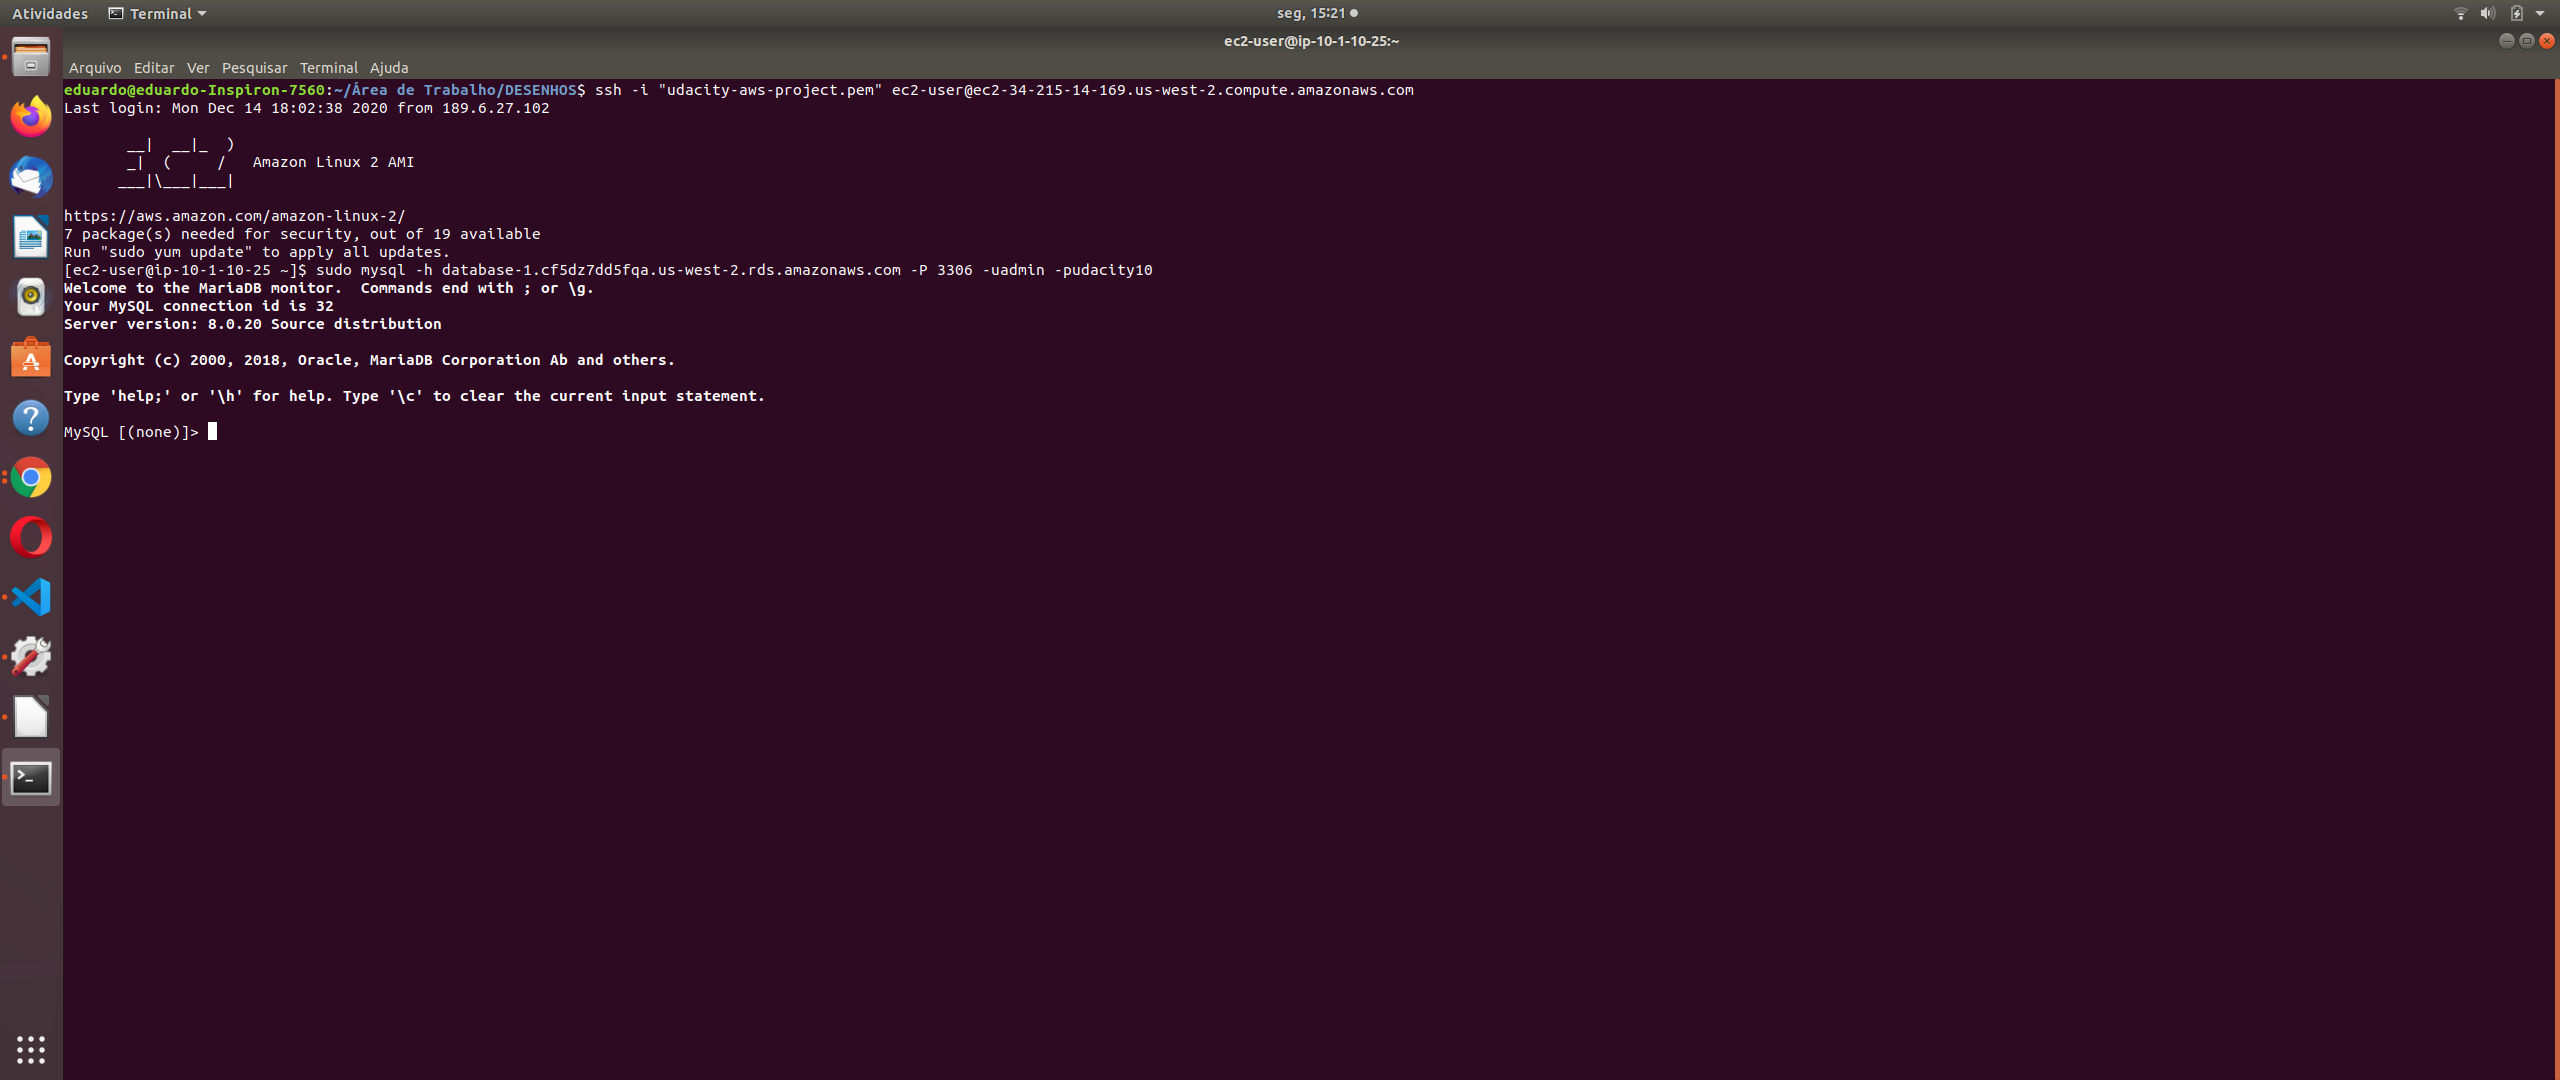 Atividades Terminal seg, 15:21
ec2-user@ip-10-1-10-25:~
Arquivo Editar Ver Pesquisar Terminal Ajuda
eduardo@eduardo-Inspiron-7560:~/Área de Trabalho/DESENHOS$ ssh -i "udacity-aws-project.pem" ec2-user@ec2-34-215-14-169.us-west-2.compute.amazonaws.com
Last login: Mon Dec 14 18:02:38 2020 from 189.6.27.102
       __|  __|_  )
       _|  (     /   Amazon Linux 2 AMI
      ___|\___|___|
https://aws.amazon.com/amazon-linux-2/
7 package(s) needed for security, out of 19 available
Run "sudo yum update" to apply all updates.
[ec2-user@ip-10-1-10-25 ~]$ sudo mysql -h database-1.cf5dz7dd5fqa.us-west-2.rds.amazonaws.com -P 3306 -uadmin -pudacity10
Welcome to the MariaDB monitor.  Commands end with ; or \g.
Your MySQL connection id is 32
Server version: 8.0.20 Source distribution
Copyright (c) 2000, 2018, Oracle, MariaDB Corporation Ab and others.
Type 'help;' or '\h' for help. Type '\c' to clear the current input statement.
MySQL [(none)]>